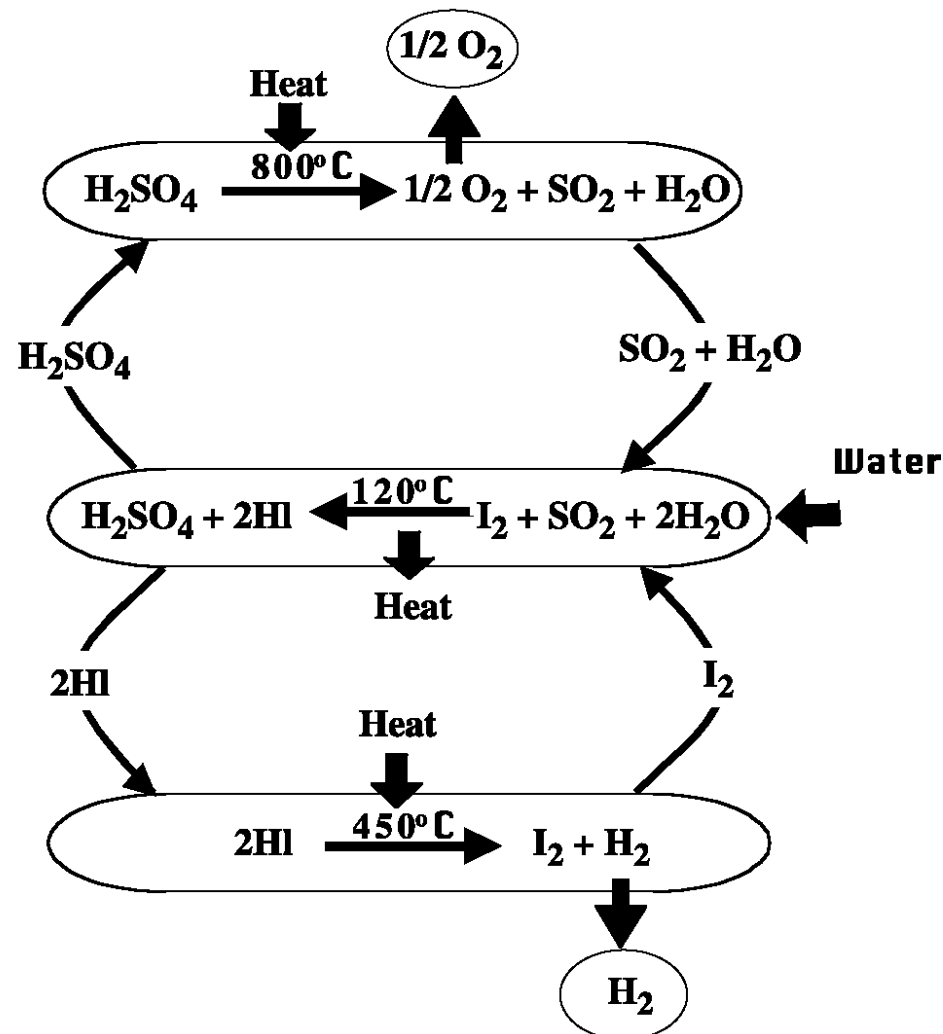 1/2 O₂
Heat
800°C
H₂SO₄ 1/2 O₂ + SO₂ + H₂O
H₂SO₄
SO₂ + H₂O
Water
120°C
H₂SO₄ + 2HI I₂ + SO₂ + 2H₂O
Heat
2HI
I₂
Heat
450°C
2HI I₂ + H₂
H₂